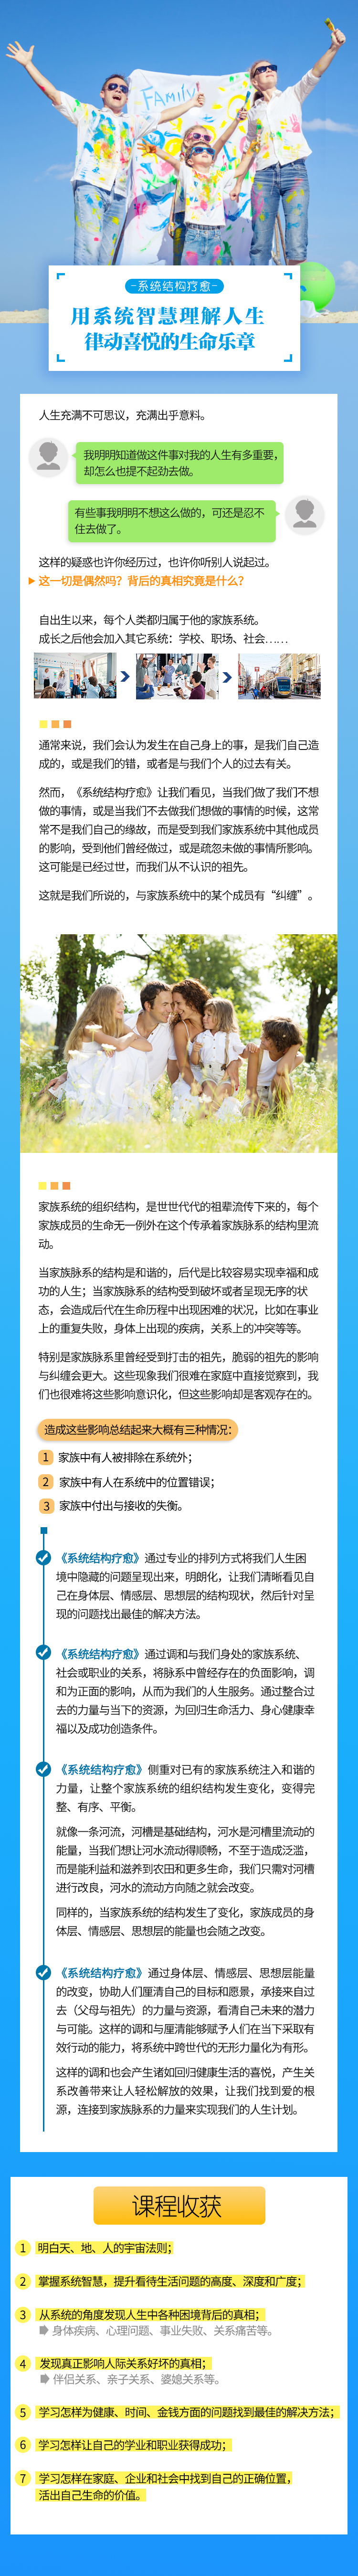 FAMILY!
-系统结构疗愈-
用系统智慧理解人生
律动喜悦的生命乐章
人生充满不可思议，充满出乎意料。
我明明知道做这件事对我的人生有多重要，
却怎么也提不起劲去做。
有些事我明明不想这么做的，可还是忍不
住去做了。
这样的疑惑也许你经历过，也许你听别人说起过。
这一切是偶然吗？背后的真相究竟是什么？
自出生以来，每个人类都归属于他的家族系统。
成长之后他会加入其它系统：学校、职场、社会……
通常来说，我们会认为发生在自己身上的事，是我们自己造
成的，或是我们的错，或者是与我们个人的过去有关。
然而，《系统结构疗愈》让我们看见，当我们做了我们不想
做的事情，或是当我们不去做我们想做的事情的时候，这常
常不是我们自己的缘故，而是受到我们家族系统中其他成员
的影响，受到他们曾经做过，或是疏忽未做的事情所影响。
这可能是已经过世，而我们从不认识的祖先。
这就是我们所说的，与家族系统中的某个成员有“纠缠”。
家族系统的组织结构，是世世代代的祖辈流传下来的，每个
家族成员的生命无一例外在这个传承着家族脉系的结构里流
动。
当家族脉系的结构是和谐的，后代是比较容易实现幸福和成
功的人生；当家族脉系的结构受到破坏或者呈现无序的状
态，会造成后代在生命历程中出现困难的状况，比如在事业
上的重复失败，身体上出现的疾病，关系上的冲突等等。
特别是家族脉系里曾经受到打击的祖先，脆弱的祖先的影响
与纠缠会更大。这些现象我们很难在家庭中直接觉察到，我
们也很难将这些影响意识化，但这些影响却是客观存在的。
造成这些影响总结起来大概有三种情况：
1 家族中有人被排除在系统外；
2 家族中有人在系统中的位置错误；
3 家族中付出与接收的失衡。
《系统结构疗愈》通过专业的排列方式将我们人生困
境中隐藏的问题呈现出来，明朗化，让我们清晰看见自
己在身体层、情感层、思想层的结构现状，然后针对呈
现的问题找出最佳的解决方法。
《系统结构疗愈》通过调和与我们身处的家族系统、
社会或职业的关系，将脉系中曾经存在的负面影响，调
和为正面的影响，从而为我们的人生服务。通过整合过
去的力量与当下的资源，为回归生命活力、身心健康幸
福以及成功创造条件。
《系统结构疗愈》侧重对已有的家族系统注入和谐的
力量，让整个家族系统的组织结构发生变化，变得完
整、有序、平衡。
就像一条河流，河槽是基础结构，河水是河槽里流动的
能量，当我们想让河水流动得顺畅，不至于造成泛滥，
而是能利益和滋养到农田和更多生命，我们只需对河槽
进行改良，河水的流动方向随之就会改变。
同样的，当家族系统的结构发生了变化，家族成员的身
体层、情感层、思想层的能量也会随之改变。
《系统结构疗愈》通过身体层、情感层、思想层能量
的改变，协助人们厘清自己的目标和愿景，承接来自过
去（父母与祖先）的力量与资源，看清自己未来的潜力
与可能。这样的调和与厘清能够赋予人们在当下采取有
效行动的能力，将系统中跨世代的无形力量化为有形。
这样的调和也会产生诸如回归健康生活的喜悦，产生关
系改善带来让人轻松解放的效果，让我们找到爱的根
源，连接到家族脉系的力量来实现我们的人生计划。
课程收获
1 明白天、地、人的宇宙法则；
2 掌握系统智慧，提升看待生活问题的高度、深度和广度；
3 从系统的角度发现人生中各种困境背后的真相；
身体疾病、心理问题、事业失败、关系痛苦等。
4 发现真正影响人际关系好坏的真相；
伴侣关系、亲子关系、婆媳关系等。
5 学习怎样为健康、时间、金钱方面的问题找到最佳的解决方法；
6 学习怎样让自己的学业和职业获得成功；
7 学习怎样在家庭、企业和社会中找到自己的正确位置，
活出自己生命的价值。